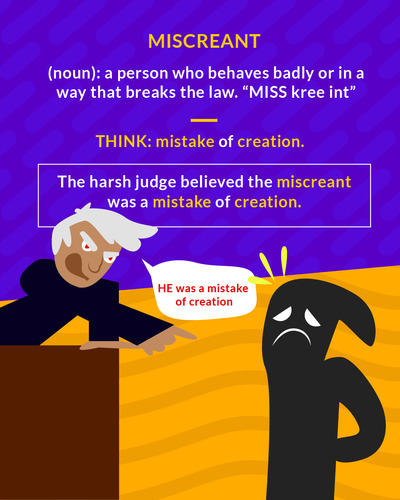 MISCREANT
(noun): a person who behaves badly or in a
way that breaks the law. “MISS kree int”
THINK: mistake of creation.
The harsh judge believed the miscreant
was a mistake of creation.
HE was a mistake
of creation